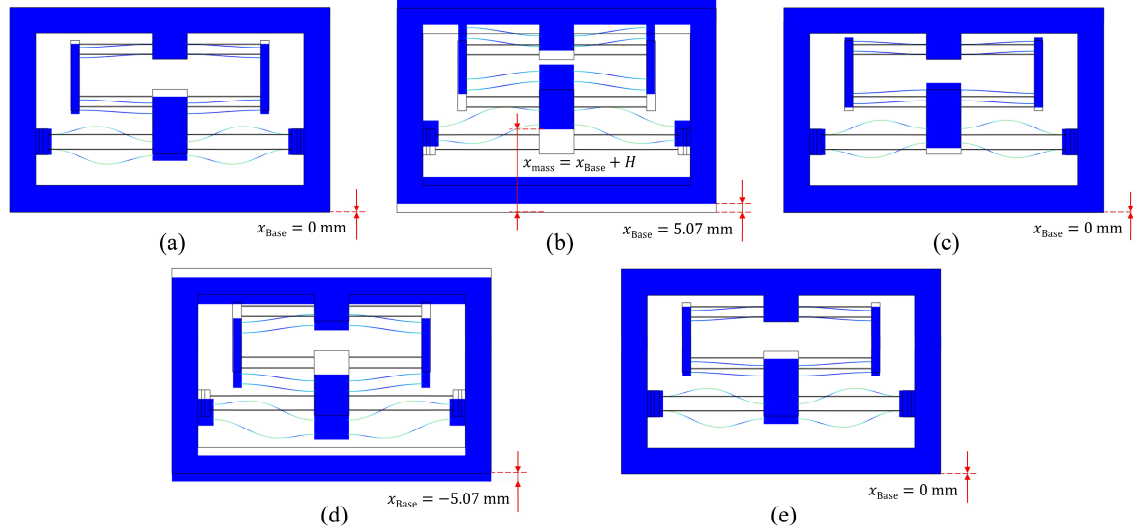 x_mass = x_Base + H
x_Base = 0 mm
x_Base = 5.07 mm
x_Base = 0 mm
(a)
(b)
(c)
x_Base = −5.07 mm
x_Base = 0 mm
(d)
(e)